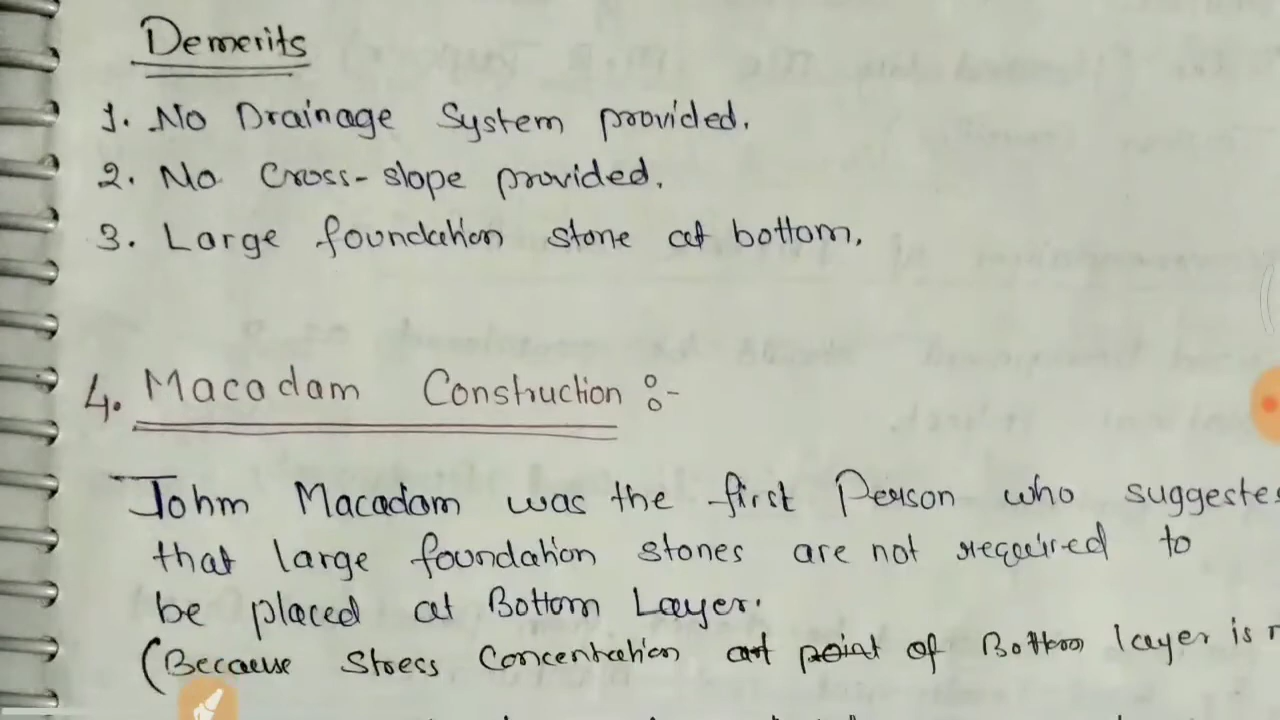 Demerits
1. No Drainage System provided.
2. No Cross-slope provided.
3. Large foundation stone at bottom.
4. Macadam Construction :-
Johm Macadam was the first Person who suggeste
that large foundation stones are not required to
be placed at Bottom Layer.
(Because Stress Concentration at point of Bottom layer is